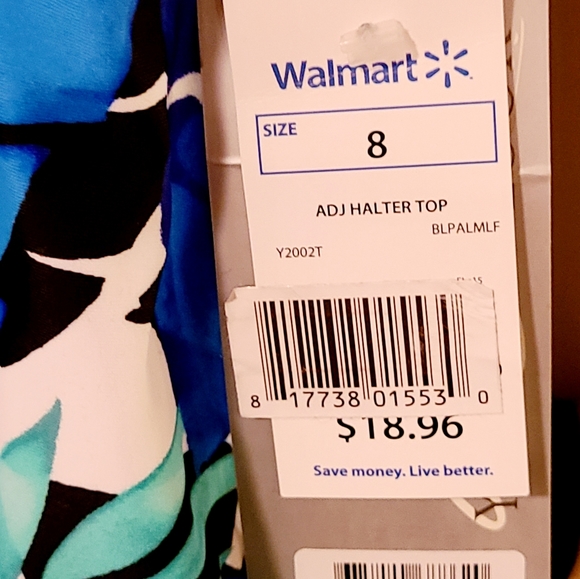 Walmart
SIZE
8
ADJ HALTER TOP
BLPALMLF
Y2002T
8 17738 01553 0
$18.96
Save money. Live better.